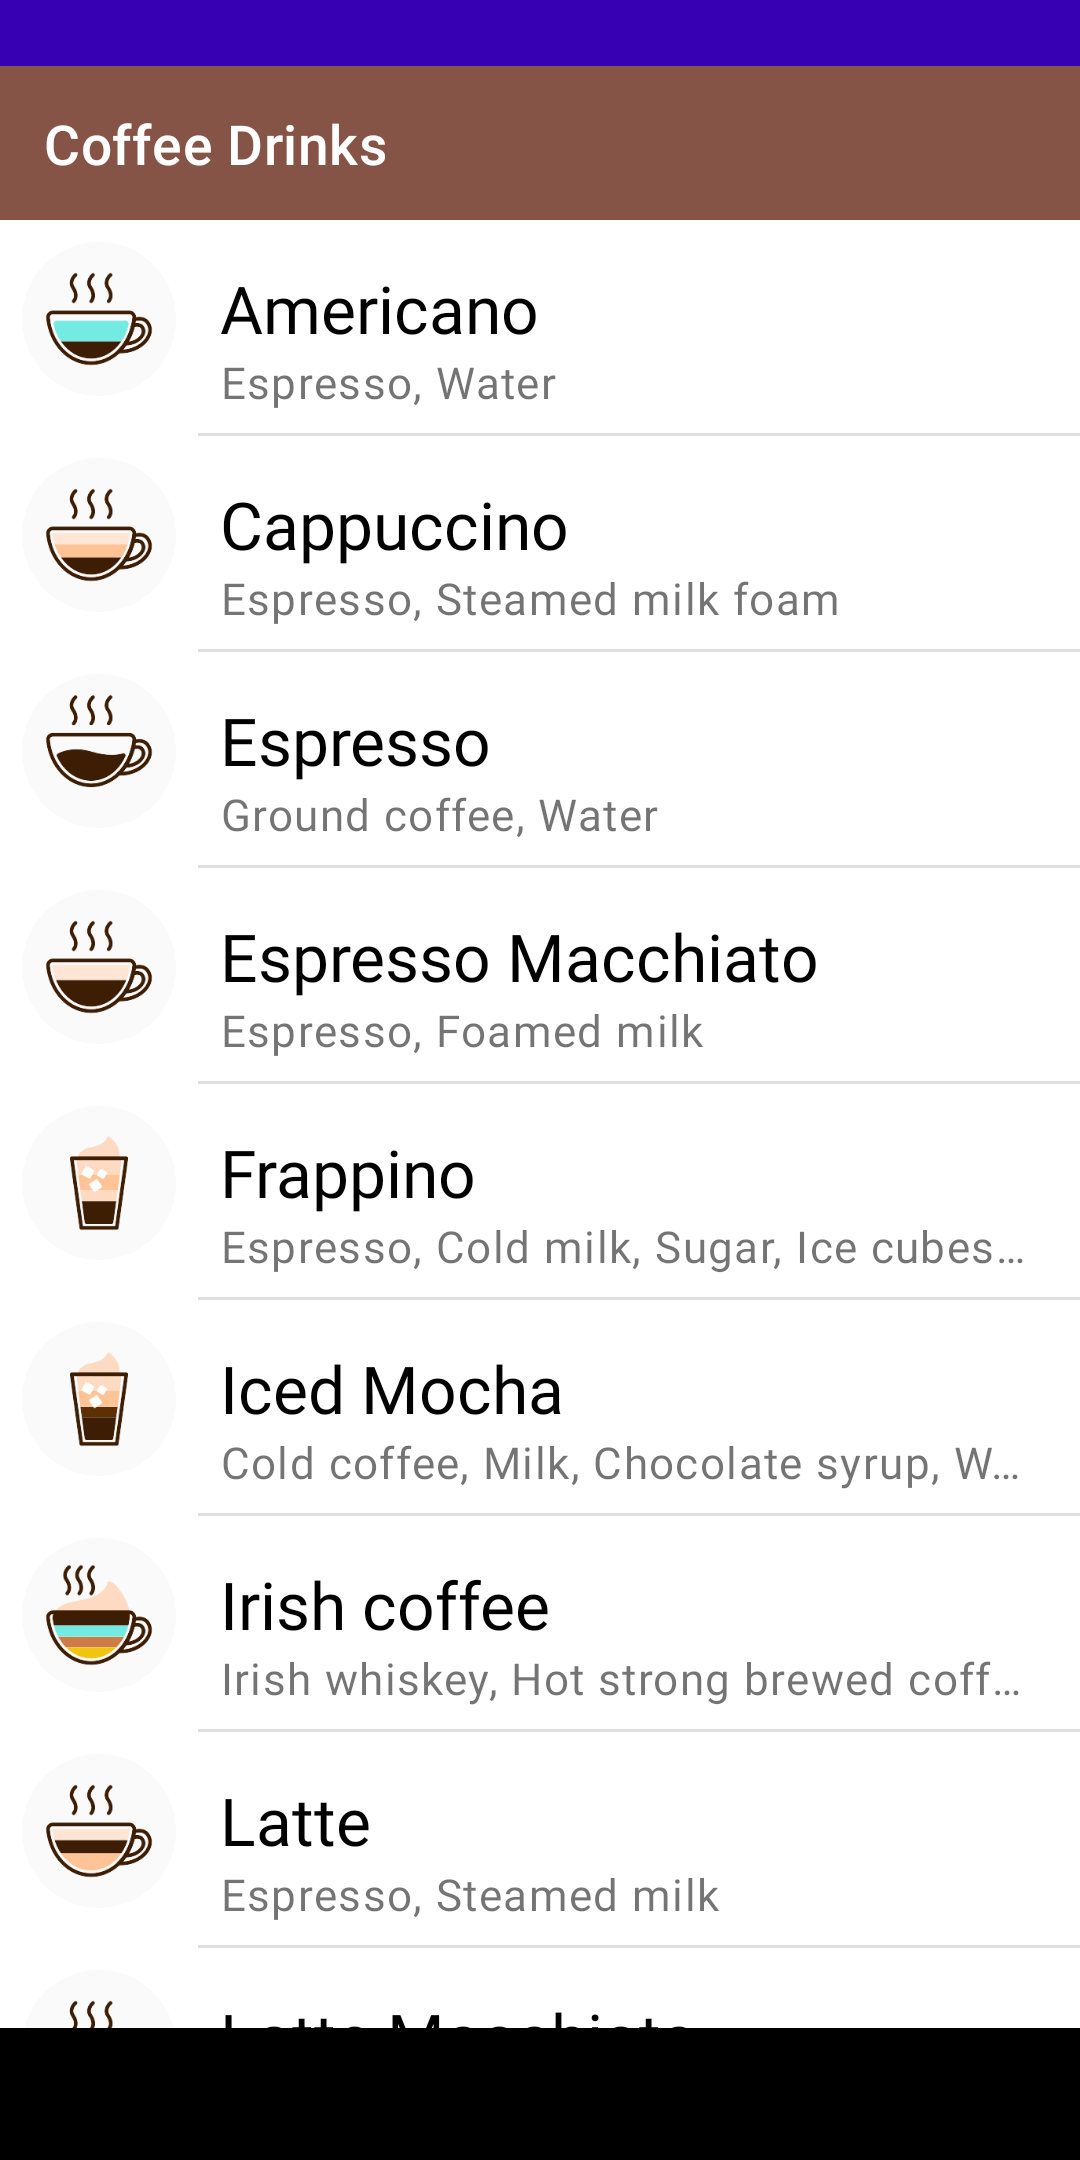 Coffee Drinks
Americano
Espresso, Water
Cappuccino
Espresso, Steamed milk foam
Espresso
Ground coffee, Water
Espresso Macchiato
Espresso, Foamed milk
Frappino
Espresso, Cold milk, Sugar, Ice cubes…
Iced Mocha
Cold coffee, Milk, Chocolate syrup, W…
Irish coffee
Irish whiskey, Hot strong brewed coff…
Latte
Espresso, Steamed milk
Latte Macchiato